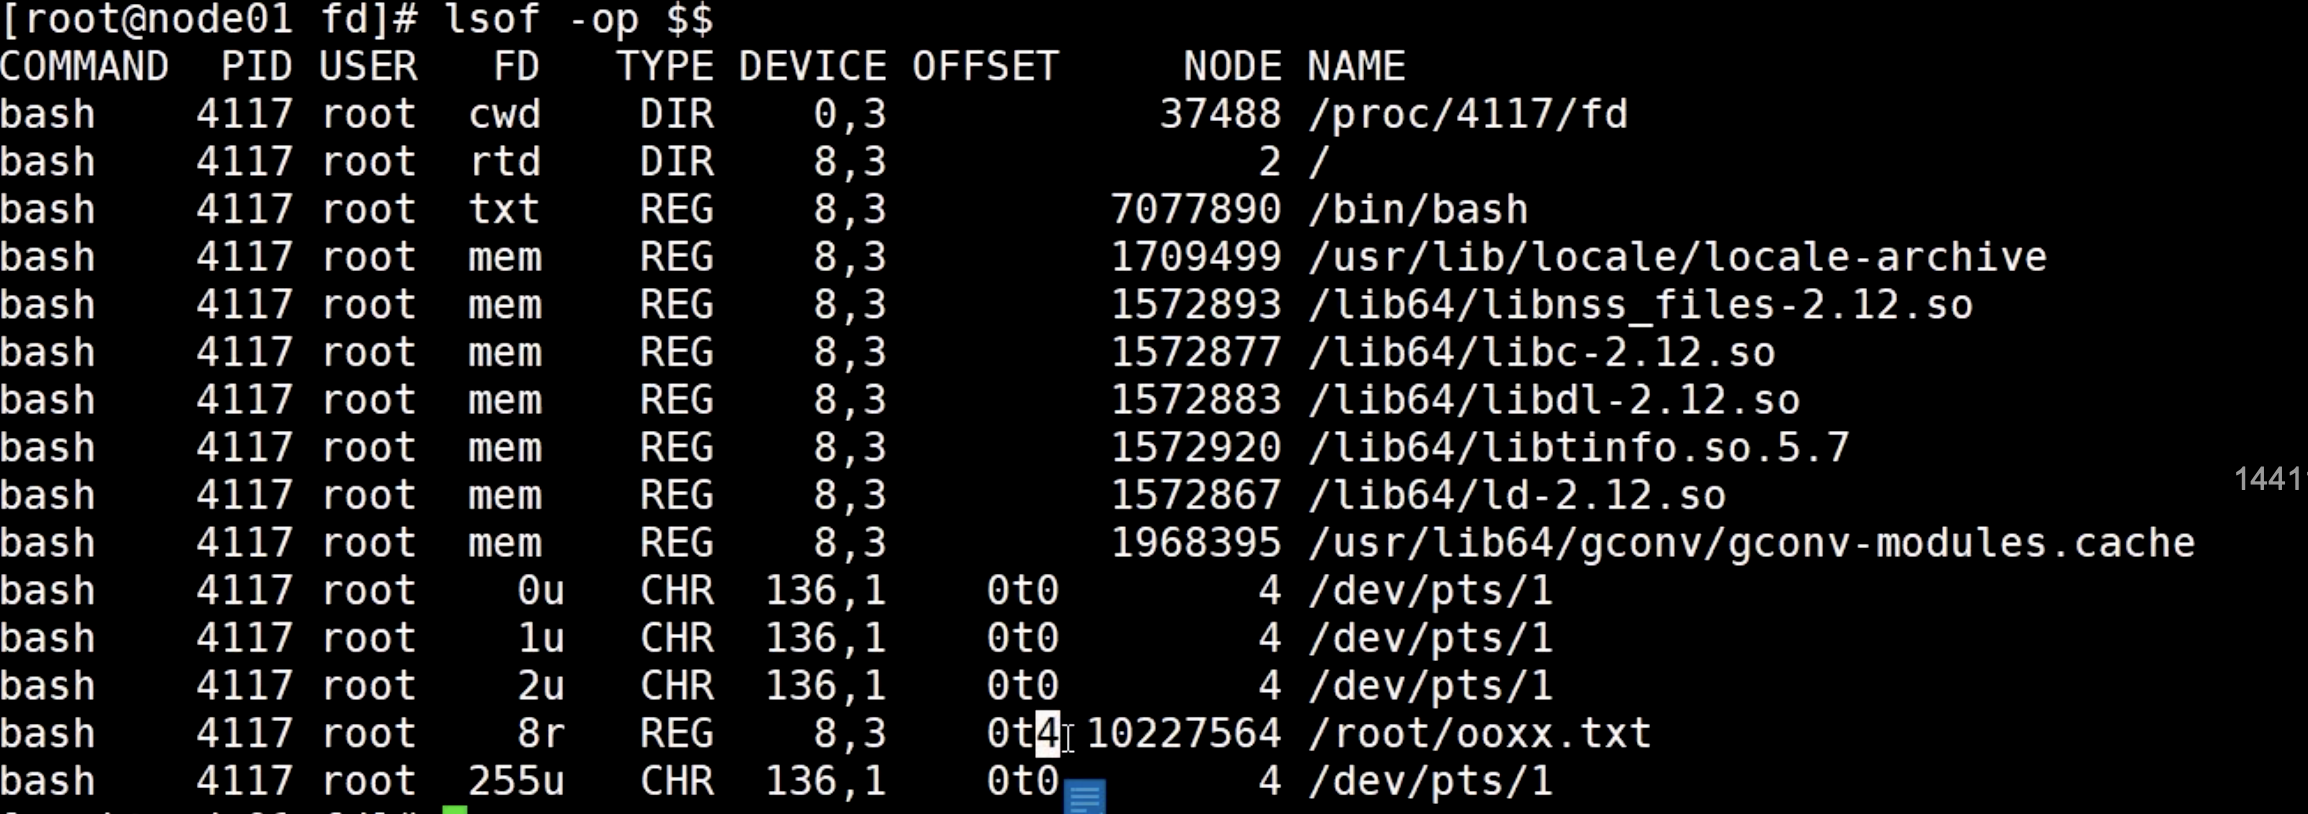 [root@node01 fd]# lsof -op $$
COMMAND  PID USER   FD   TYPE DEVICE OFFSET     NODE NAME
bash    4117 root  cwd    DIR    0,3           37488 /proc/4117/fd
bash    4117 root  rtd    DIR    8,3               2 /
bash    4117 root  txt    REG    8,3         7077890 /bin/bash
bash    4117 root  mem    REG    8,3         1709499 /usr/lib/locale/locale-archive
bash    4117 root  mem    REG    8,3         1572893 /lib64/libnss_files-2.12.so
bash    4117 root  mem    REG    8,3         1572877 /lib64/libc-2.12.so
bash    4117 root  mem    REG    8,3         1572883 /lib64/libdl-2.12.so
bash    4117 root  mem    REG    8,3         1572920 /lib64/libtinfo.so.5.7
bash    4117 root  mem    REG    8,3         1572867 /lib64/ld-2.12.so
bash    4117 root  mem    REG    8,3         1968395 /usr/lib64/gconv/gconv-modules.cache
bash    4117 root    0u   CHR  136,1    0t0        4 /dev/pts/1
bash    4117 root    1u   CHR  136,1    0t0        4 /dev/pts/1
bash    4117 root    2u   CHR  136,1    0t0        4 /dev/pts/1
bash    4117 root    8r   REG    8,3    0t4 10227564 /root/ooxx.txt
bash    4117 root  255u   CHR  136,1    0t0        4 /dev/pts/1